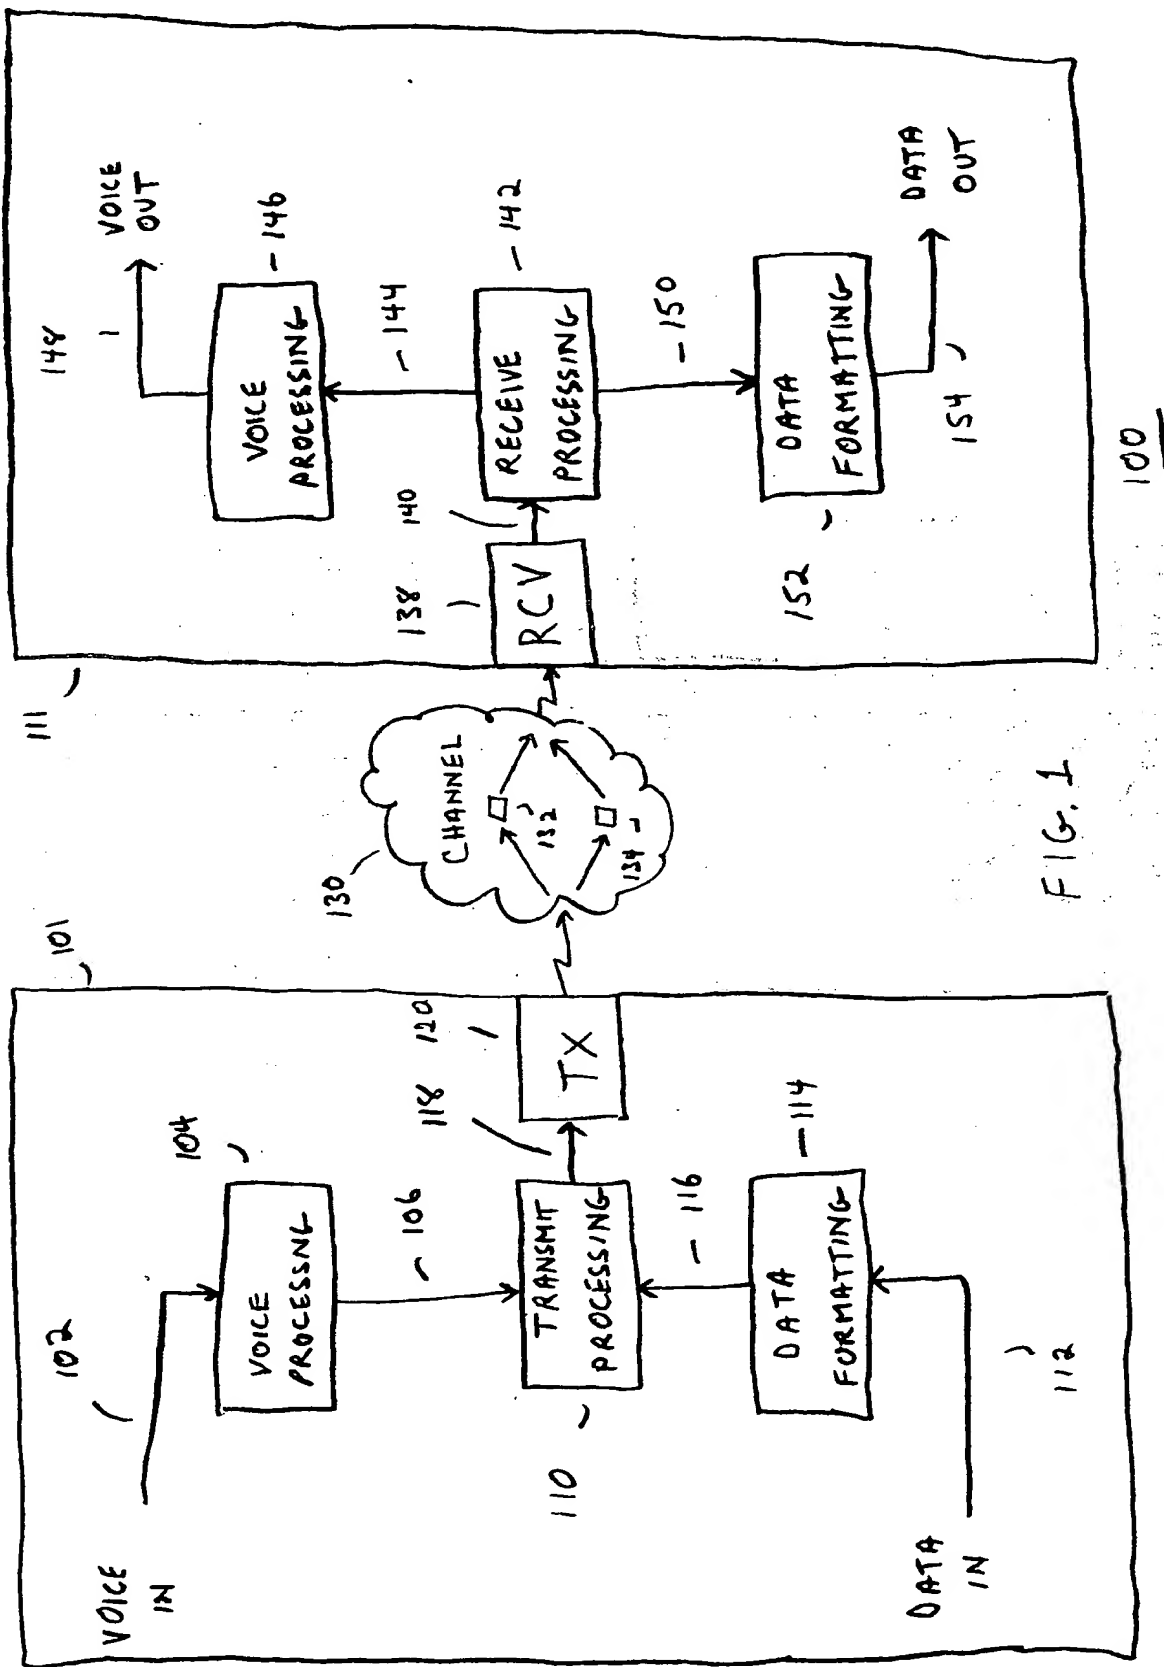 VOICE
IN
102
104
VOICE
PROCESSNG
106
110
TRANSMIT
PROCESSING
118
120
TX
116
114
DATA
FORMATTING
DATA
IN
112
101
130
CHANNEL
132
134
111
138
RCV
140
142
RECEIVE
PROCESSING
144
146
VOICE
PROCESSING
148
VOICE
OUT
150
152
DATA
FORMATTING
154
DATA
OUT
FIG. 1
100